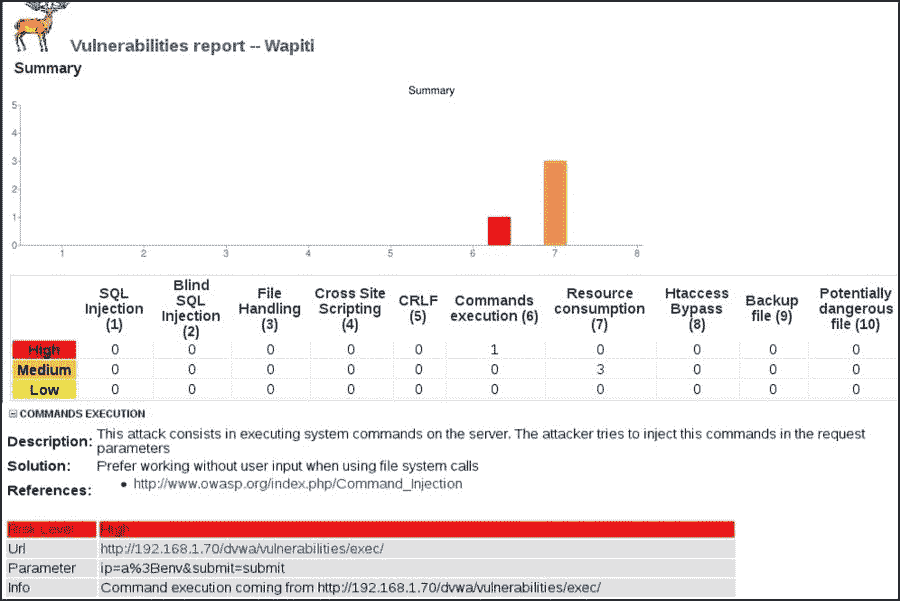 Vulnerabilities report -- Wapiti
Summary
Summary
5
4
3
2
1
0
1 2 3 4 5 6 7 8
SQL Injection (1) Blind SQL Injection (2) File Handling (3) Cross Site Scripting (4) CRLF (5) Commands execution (6) Resource consumption (7) Htaccess Bypass (8) Backup file (9) Potentially dangerous file (10)
High 0 0 0 0 0 1 0 0 0 0
Medium 0 0 0 0 0 0 3 0 0 0
Low 0 0 0 0 0 0 0 0 0 0
COMMANDS EXECUTION
Description: This attack consists in executing system commands on the server. The attacker tries to inject this commands in the request
parameters
Solution: Prefer working without user input when using file system calls
References: • http://www.owasp.org/index.php/Command_Injection
Risk Level High
Url http://192.168.1.70/dvwa/vulnerabilities/exec/
Parameter ip=a%3Benv&submit=submit
Info Command execution coming from http://192.168.1.70/dvwa/vulnerabilities/exec/